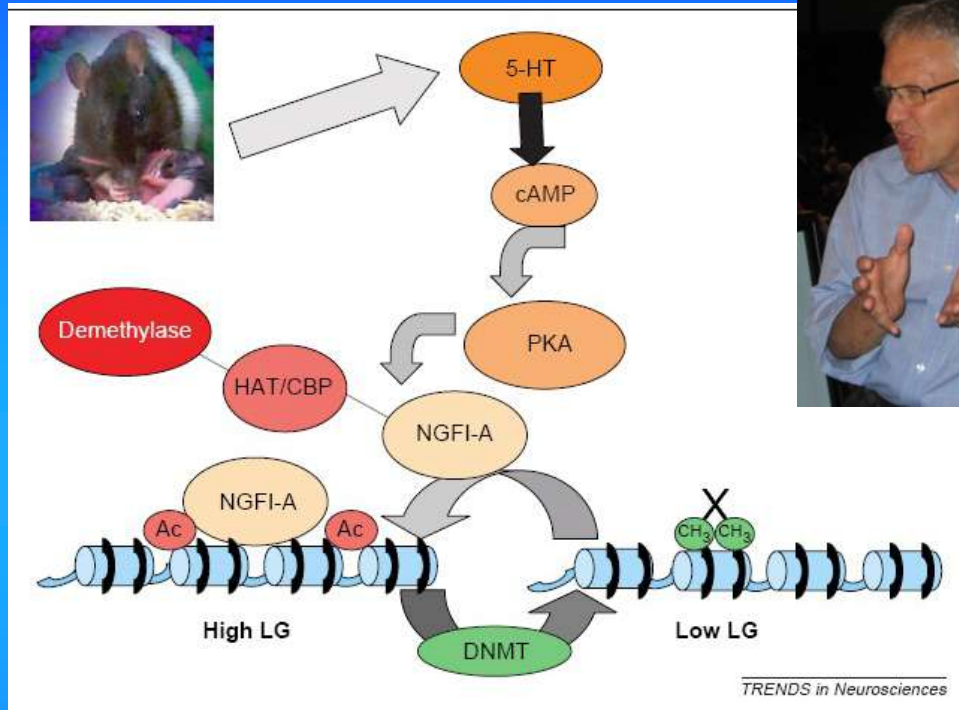 5-HT
cAMP
PKA
Demethylase
HAT/CBP
NGFI-A
NGFI-A
Ac
Ac
CH3
CH3
X
High LG
Low LG
DNMT
TRENDS in Neurosciences